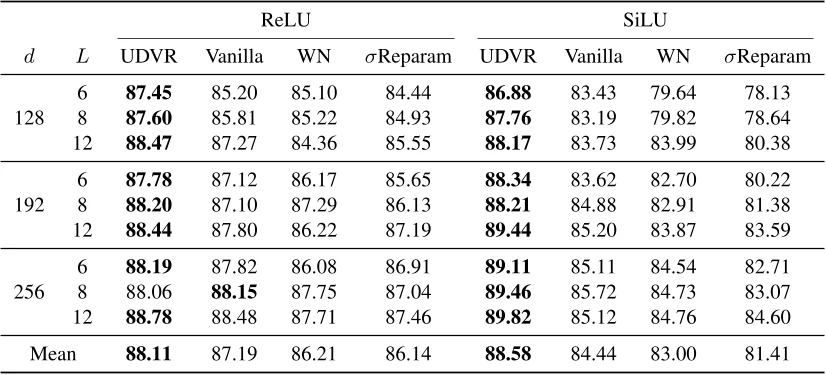 ReLU SiLU
d L UDVR Vanilla WN σReparam UDVR Vanilla WN σReparam
6 87.45 85.20 85.10 84.44 86.88 83.43 79.64 78.13
128 8 87.60 85.81 85.22 84.93 87.76 83.19 79.82 78.64
12 88.47 87.27 84.36 85.55 88.17 83.73 83.99 80.38
6 87.78 87.12 86.17 85.65 88.34 83.62 82.70 80.22
192 8 88.20 87.10 87.29 86.13 88.21 84.88 82.91 81.38
12 88.44 87.80 86.22 87.19 89.44 85.20 83.87 83.59
6 88.19 87.82 86.08 86.91 89.11 85.11 84.54 82.71
256 8 88.06 88.15 87.75 87.04 89.46 85.72 84.73 83.07
12 88.78 88.48 87.71 87.46 89.82 85.12 84.76 84.60
Mean 88.11 87.19 86.21 86.14 88.58 84.44 83.00 81.41